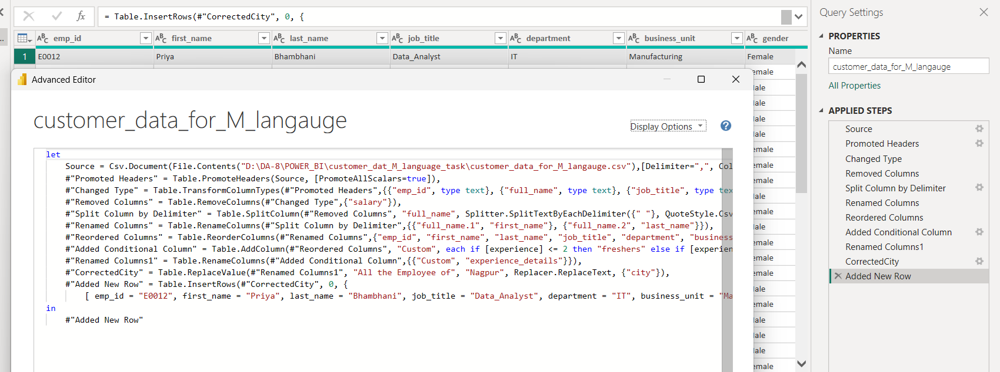 = Table.InsertRows(#"CorrectedCity", 0, {
emp_id first_name last_name job_title department business_unit gender
1 E0012 Priya Bhambhani Data_Analyst IT Manufacturing Female
Advanced Editor
customer_data_for_M_langauge
Display Options
let
Source = Csv.Document(File.Contents("D:\DA-8\POWER_BI\customer_dat_M_language_task\customer_data_for_M_langauge.csv"),[Delimiter=",", Col
#"Promoted Headers" = Table.PromoteHeaders(Source, [PromoteAllScalars=true]),
#"Changed Type" = Table.TransformColumnTypes(#"Promoted Headers",{{"emp_id", type text}, {"full_name", type text}, {"job_title", type tex
#"Removed Columns" = Table.RemoveColumns(#"Changed Type",{"salary"}),
#"Split Column by Delimiter" = Table.SplitColumn(#"Removed Columns", "full_name", Splitter.SplitTextByEachDelimiter({" "}, QuoteStyle.Csv
#"Renamed Columns" = Table.RenameColumns(#"Split Column by Delimiter",{{"full_name.1", "first_name"}, {"full_name.2", "last_name"}}),
#"Reordered Columns" = Table.ReorderColumns(#"Renamed Columns",{"emp_id", "first_name", "last_name", "job_title", "department", "business
#"Added Conditional Column" = Table.AddColumn(#"Reordered Columns", "Custom", each if [experience] <= 2 then "freshers" else if [experien
#"Renamed Columns1" = Table.RenameColumns(#"Added Conditional Column",{{"Custom", "experience_details"}}),
#"CorrectedCity" = Table.ReplaceValue(#"Renamed Columns1", "All the Employee of", "Nagpur", Replacer.ReplaceText, {"city"}),
#"Added New Row" = Table.InsertRows(#"CorrectedCity", 0, {
[ emp_id = "E0012", first_name = "Priya", last_name = "Bhambhani", job_title = "Data_Analyst", department = "IT", business_unit = "Ma
in
#"Added New Row"
emale
ale
ale
ale
ale
emale
emale
ale
emale
emale
ale
emale
emale
emale
ale
emale
ale
ale
ale
emale
Query Settings
PROPERTIES
Name
customer_data_for_M_langauge
All Properties
APPLIED STEPS
Source
Promoted Headers
Changed Type
Removed Columns
Split Column by Delimiter
Renamed Columns
Reordered Columns
Added Conditional Column
Renamed Columns1
CorrectedCity
Added New Row